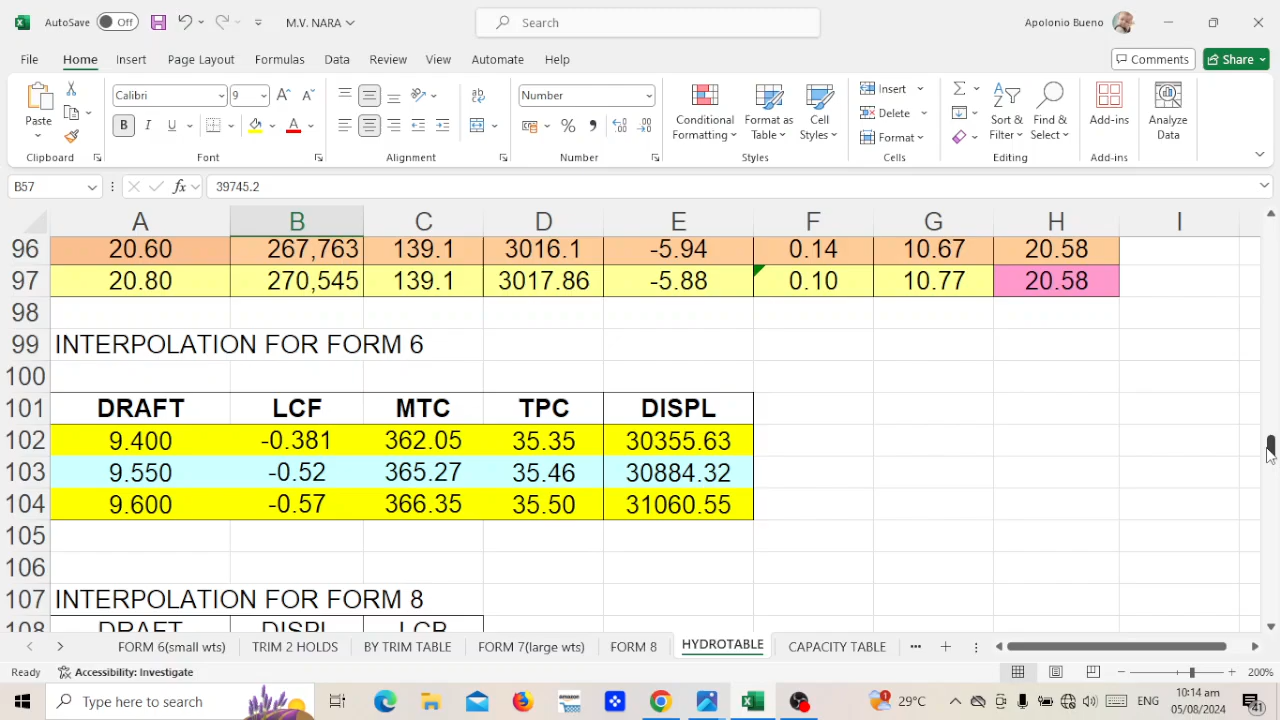 AutoSave Off M.V. NARA Search Apolonio Bueno
File Home Insert Page Layout Formulas Data Review View Automate Help Comments Share
Paste Calibri 9 B I U A ab Number % Conditional Formatting Format as Table Cell Styles Insert Delete Format Sort & Filter Find & Select Add-ins Analyze Data
Clipboard Font Alignment Number Styles Cells Editing Add-ins
B57 fx 39745.2
A B C D E F G H I
96 20.60 267,763 139.1 3016.1 -5.94 0.14 10.67 20.58
97 20.80 270,545 139.1 3017.86 -5.88 0.10 10.77 20.58
98
99 INTERPOLATION FOR FORM 6
100
101 DRAFT LCF MTC TPC DISPL
102 9.400 -0.381 362.05 35.35 30355.63
103 9.550 -0.52 365.27 35.46 30884.32
104 9.600 -0.57 366.35 35.50 31060.55
105
106
107 INTERPOLATION FOR FORM 8
108 DRAFT DISPL LCB
FORM 6(small wts) TRIM 2 HOLDS BY TRIM TABLE FORM 7(large wts) FORM 8 HYDROTABLE CAPACITY TABLE
Ready Accessibility: Investigate 200%
Type here to search amazon 1 29°C ENG 10:14 am
05/08/2024 41